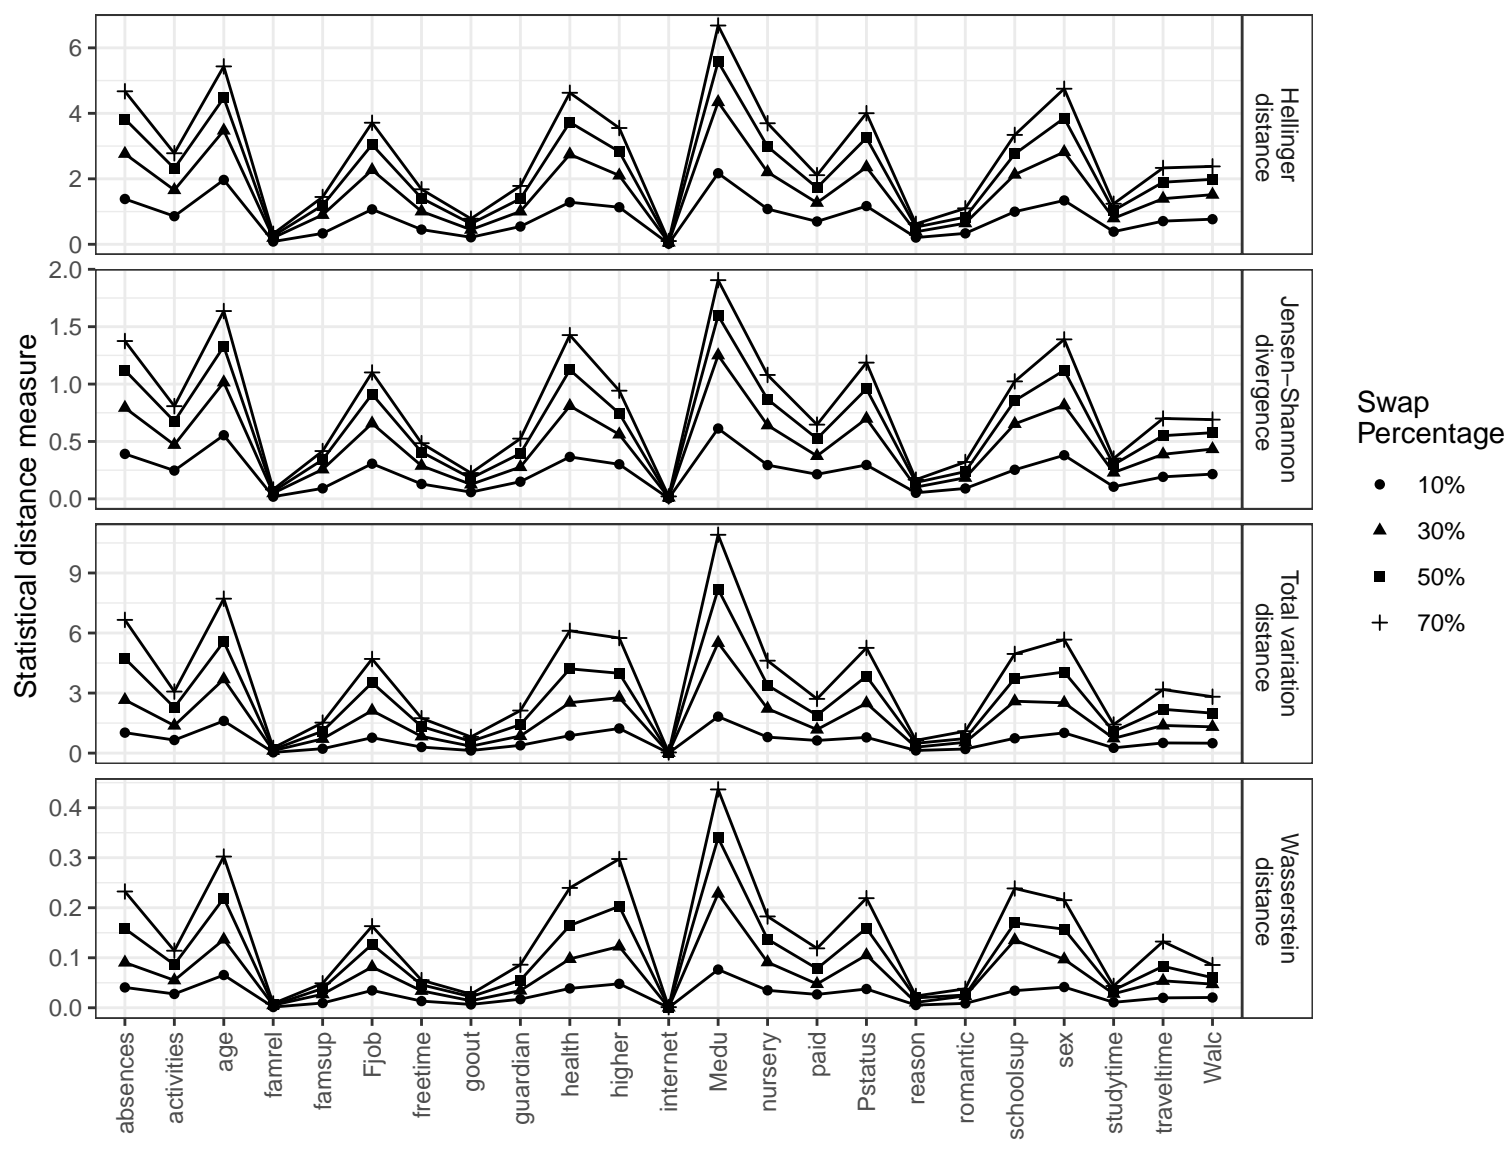 6
4
2
0
Hellinger
distance
2.0
1.5
1.0
0.5
0.0
Jensen–Shannon
divergence
9
6
3
0
Total variation
distance
0.4
0.3
0.2
0.1
0.0
Wasserstein
distance
Statistical distance measure
absences
activities
age
famrel
famsup
Fjob
freetime
goout
guardian
health
higher
internet
Medu
nursery
paid
Pstatus
reason
romantic
schoolsup
sex
studytime
traveltime
Walc
Swap
Percentage
10%
30%
50%
70%